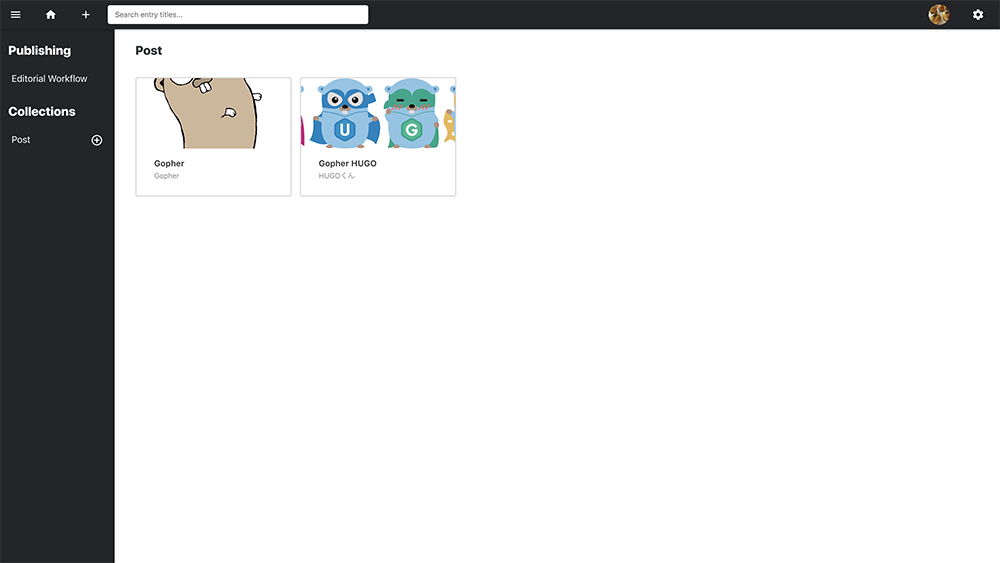 Search entry titles...
Publishing
Editorial Workflow
Collections
Post
Post
U
G
Gopher
Gopher
Gopher HUGO
HUGOくん